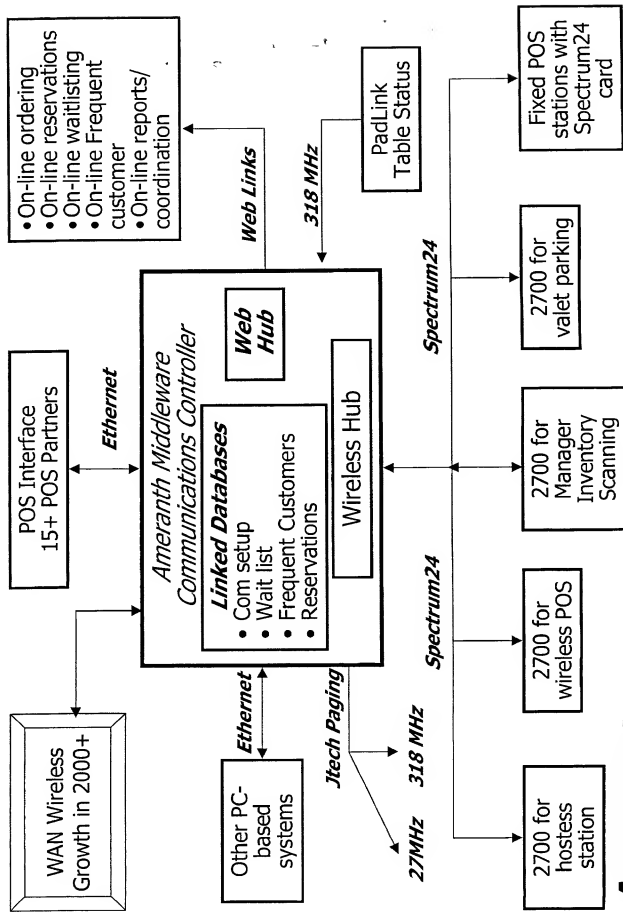 WAN Wireless
Growth in 2000+
POS Interface
15+ POS Partners
• On-line ordering
• On-line reservations
• On-line waitlisting
• On-line Frequent
customer
• On-line reports/
coordination
Ethernet
Web Links
Ameranth Middleware
Communications Controller
Linked Databases
• Com setup
• Wait list
• Frequent Customers
• Reservations
Web
Hub
Wireless Hub
Ethernet
Other PC-
based
systems
318 MHz
PadLink
Table Status
Jtech Paging
27MHz
318 MHz
Spectrum24
Spectrum24
2700 for
hostess
station
2700 for
wireless POS
2700 for
Manager
Inventory
Scanning
2700 for
valet parking
Fixed POS
stations with
Spectrum24
card